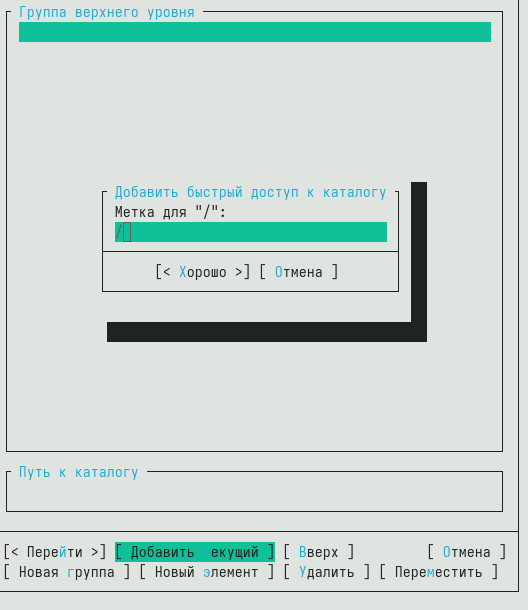 Группа верхнего уровня
Добавить быстрый доступ к каталогу
Метка для "/":
/
[< Хорошо >] [ Отмена ]
Путь к каталогу
[< Перейти >] [ Добавить  екущий ] [ Вверх ] [ Отмена ]
[ Новая группа ] [ Новый элемент ] [ Удалить ] [ Переместить ]